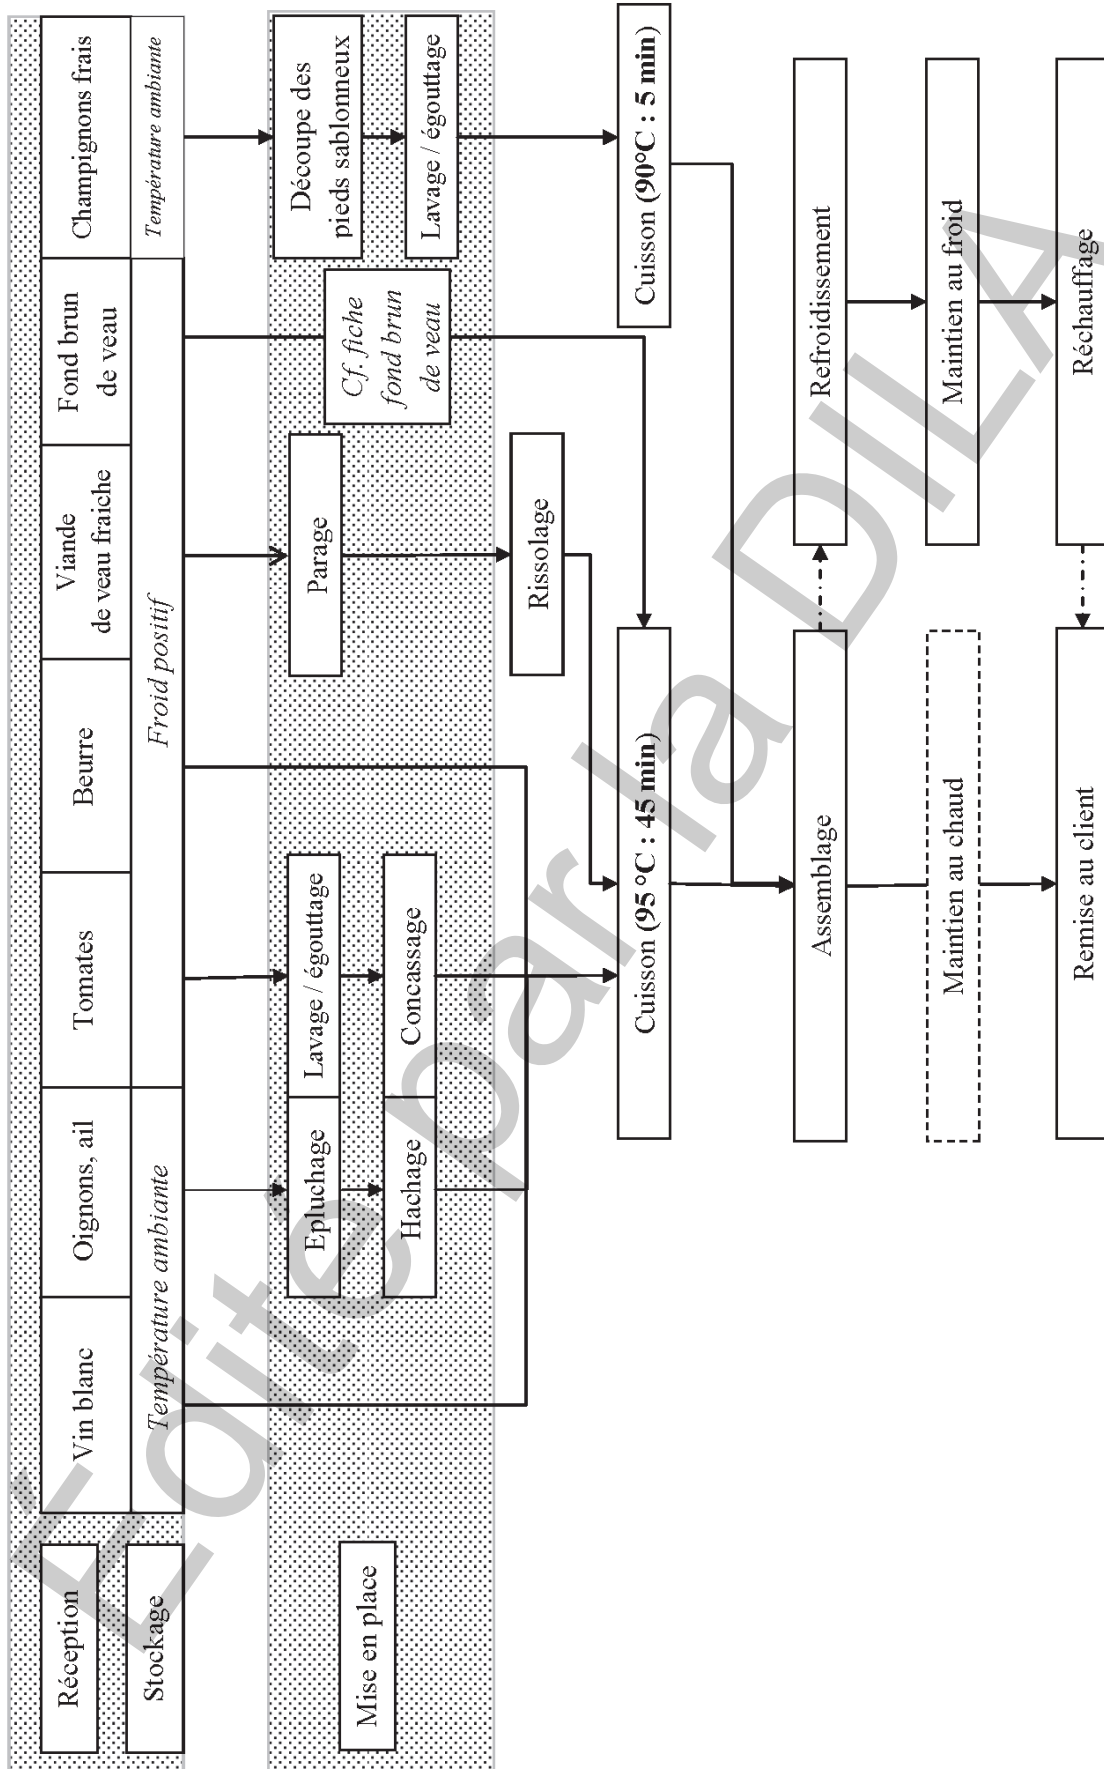 Réception
Vin blanc
Oignons, ail
Tomates
Beurre
Viande
de veau fraiche
Fond brun
de veau
Champignons frais
Stockage
Température ambiante
Froid positif
Température ambiante
Mise en place
Epluchage
Lavage / égouttage
Parage
Cf. fiche
fond brun
de veau
Découpe des
pieds sablonneux
Hachage
Concassage
Lavage / égouttage
Rissolage
Cuisson (95 °C : 45 min)
Cuisson (90°C : 5 min)
Assemblage
Refroidissement
Maintien au chaud
Maintien au froid
Remise au client
Réchauffage
Édité par la DILA